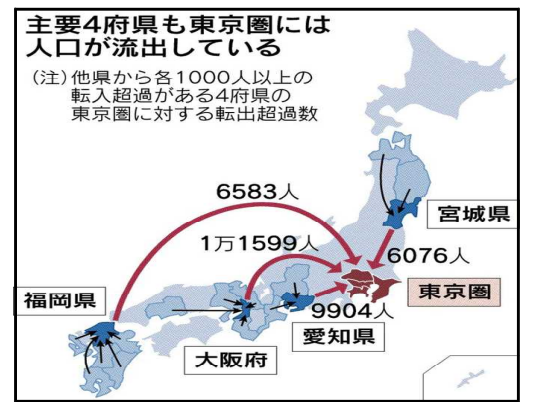 主要4府県も東京圏には
人口が流出している
（注）他県から各1000人以上の
転入超過がある4府県の
東京圏に対する転出超過数
6583人
1万1599人
宮城県
6076人
東京圏
福岡県
9904人
愛知県
大阪府